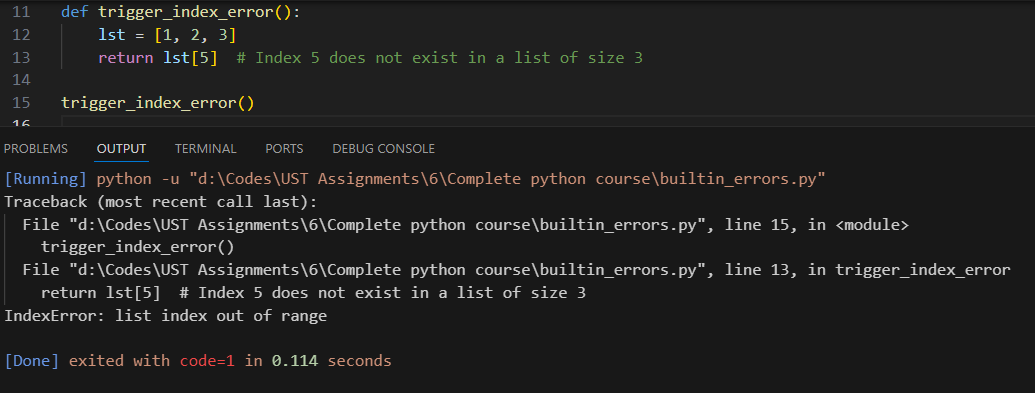 11 def trigger_index_error():
12     lst = [1, 2, 3]
13     return lst[5]  # Index 5 does not exist in a list of size 3
14
15 trigger_index_error()
16
PROBLEMS OUTPUT TERMINAL PORTS DEBUG CONSOLE
[Running] python -u "d:\Codes\UST Assignments\6\Complete python course\builtin_errors.py"
Traceback (most recent call last):
  File "d:\Codes\UST Assignments\6\Complete python course\builtin_errors.py", line 15, in <module>
    trigger_index_error()
  File "d:\Codes\UST Assignments\6\Complete python course\builtin_errors.py", line 13, in trigger_index_error
    return lst[5]  # Index 5 does not exist in a list of size 3
IndexError: list index out of range
[Done] exited with code=1 in 0.114 seconds